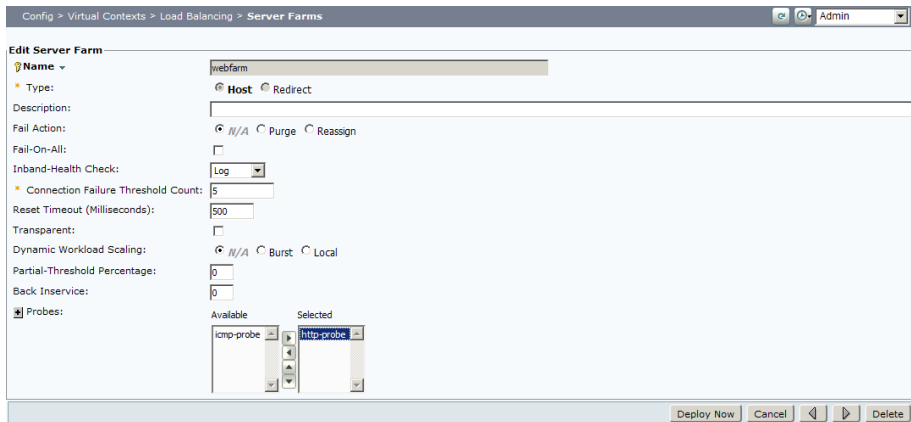 Config > Virtual Contexts > Load Balancing > Server Farms Admin
Edit Server Farm
Name webfarm
* Type: Host Redirect
Description:
Fail Action: N/A Purge Reassign
Fail-On-All:
Inband-Health Check: Log
* Connection Failure Threshold Count: 5
Reset Timeout (Milliseconds): 500
Transparent:
Dynamic Workload Scaling: N/A Burst Local
Partial-Threshold Percentage: 0
Back Inservice: 0
Probes: Available Selected
icmp-probe http-probe
Deploy Now Cancel Delete